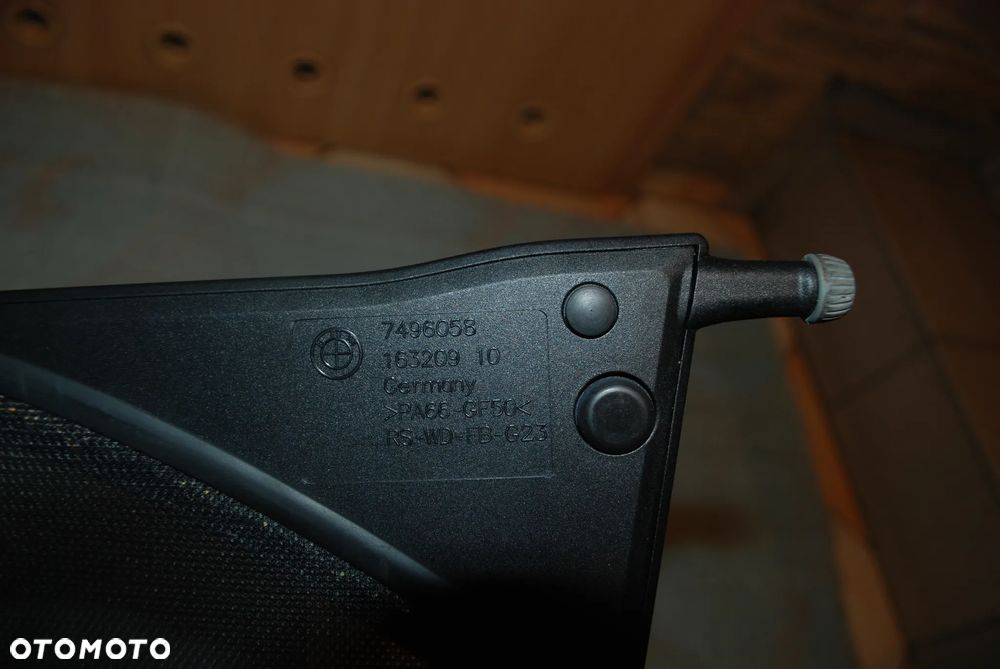 7496058
163209 10
Germany
>PA66-GF50<
RS-WD-FB-G23
OTOMOTO